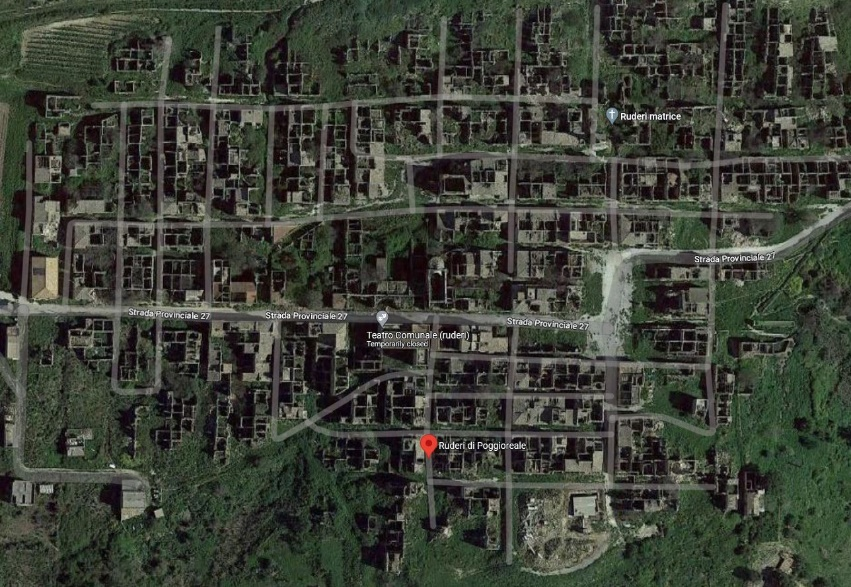 Ruderi matrice
Strada Provinciale 27
Strada Provinciale 27
Strada Provinciale 27
Strada Provinciale 27
Teatro Comunale (ruderi)
Temporarily closed
Ruderi di Poggioreale